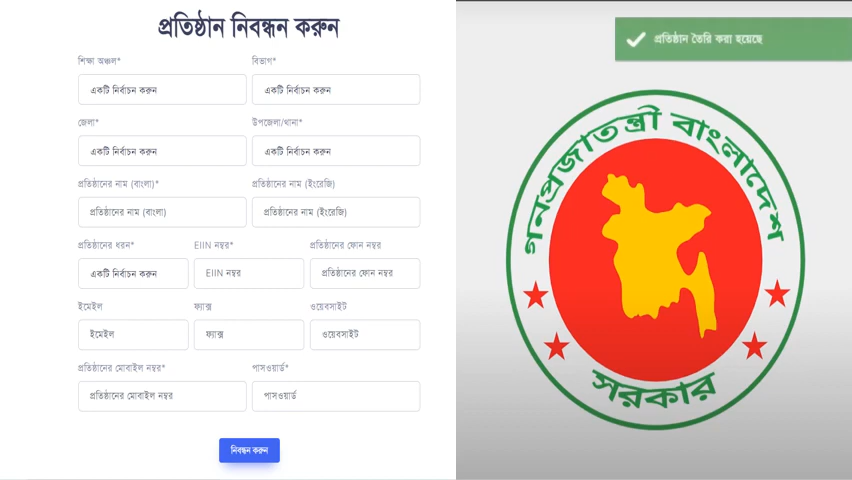 প্রতিষ্ঠান নিবন্ধন করুন
শিক্ষা অঞ্চল* বিভাগ*
একটি নির্বাচন করুন একটি নির্বাচন করুন
জেলা* উপজেলা/থানা*
একটি নির্বাচন করুন একটি নির্বাচন করুন
প্রতিষ্ঠানের নাম (বাংলা)* প্রতিষ্ঠানের নাম (ইংরেজি)
প্রতিষ্ঠানের নাম (বাংলা) প্রতিষ্ঠানের নাম (ইংরেজি)
প্রতিষ্ঠানের ধরন* EIIN নম্বর* প্রতিষ্ঠানের ফোন নম্বর
একটি নির্বাচন করুন EIIN নম্বর প্রতিষ্ঠানের ফোন নম্বর
ইমেইল ফ্যাক্স ওয়েবসাইট
ইমেইল ফ্যাক্স ওয়েবসাইট
প্রতিষ্ঠানের মোবাইল নম্বর* পাসওয়ার্ড*
প্রতিষ্ঠানের মোবাইল নম্বর পাসওয়ার্ড
নিবন্ধন করুন
প্রতিষ্ঠান তৈরি করা হয়েছে
গনপ্রজাতন্ত্রী বাংলাদেশ
সরকার